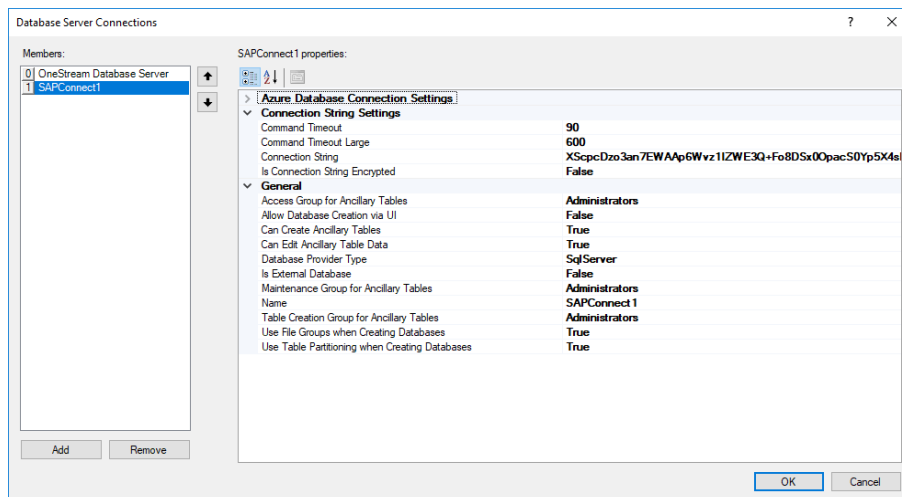 Database Server Connections
? ✕
Members:
0 OneStream Database Server
1 SAPConnect1
Add Remove
SAPConnect1 properties:
Azure Database Connection Settings
Connection String Settings
Command Timeout 90
Command Timeout Large 600
Connection String
Is Connection String Encrypted False
General
Access Group for Ancillary Tables Administrators
Allow Database Creation via UI False
Can Create Ancillary Tables True
Can Edit Ancillary Table Data True
Database Provider Type SqlServer
Is External Database False
Maintenance Group for Ancillary Tables Administrators
Name SAPConnect1
Table Creation Group for Ancillary Tables Administrators
Use File Groups when Creating Databases True
Use Table Partitioning when Creating Databases True
OK Cancel